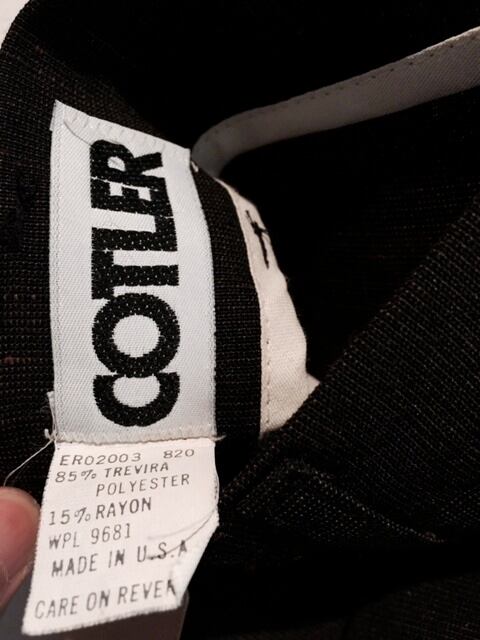 COTLER
ER02003 820
85% TREVIRA
POLYESTER
15% RAYON
WPL 9681
MADE IN U.S.A
CARE ON REVER